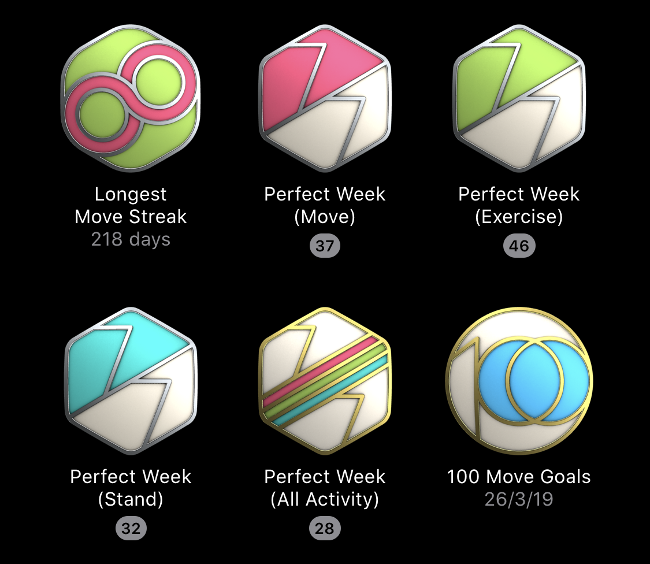 Longest
Move Streak
218 days
Perfect Week
(Move)
37
Perfect Week
(Exercise)
46
Perfect Week
(Stand)
32
Perfect Week
(All Activity)
28
100 Move Goals
26/3/19